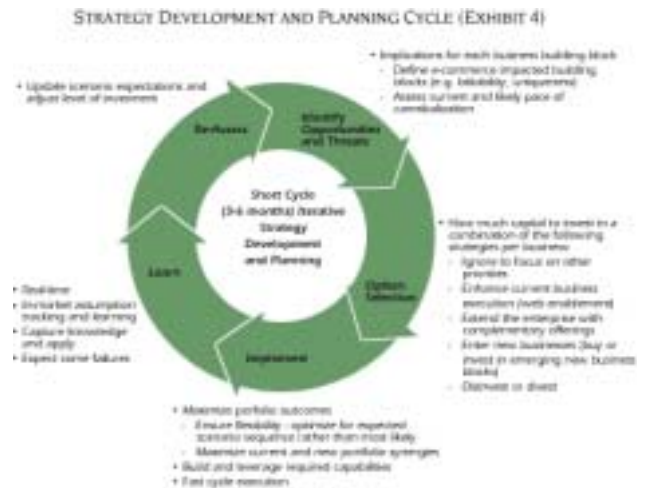 STRATEGY DEVELOPMENT AND PLANNING CYCLE (EXHIBIT 4)
• Implications for each business building block
- Define e-commerce impacted building
blocks (e.g. tailability, uniqueness)
- Assess current and likely pace of
cannibalisation
• Update scenario expectations and
adjust level of investment
Re-Assess
Identify
Opportunities
and Threats
Short Cycle
(3-6 months) Iterative
Strategy
Development
and Planning
• How much capital to invest in a
combination of the following
strategies per business
- Ignore to focus on other
priorities
- Enhance current business
execution (web enablement)
- Extend the enterprise with
complementary offerings
- Enter new businesses (buy or
invest in emerging new business
blocks)
- Disinvest or divest
Option
Selection
Learn
• Real-time
• In-market assumption
tracking and learning
• Capture knowledge
and apply
• Expect some failures
Implement
• Maximize portfolio outcomes
- Ensure flexibility - optimize for expected
scenario sequence rather than most likely
- Maximize current and new portfolio synergies
• Build and leverage required capabilities
• Fast cycle execution